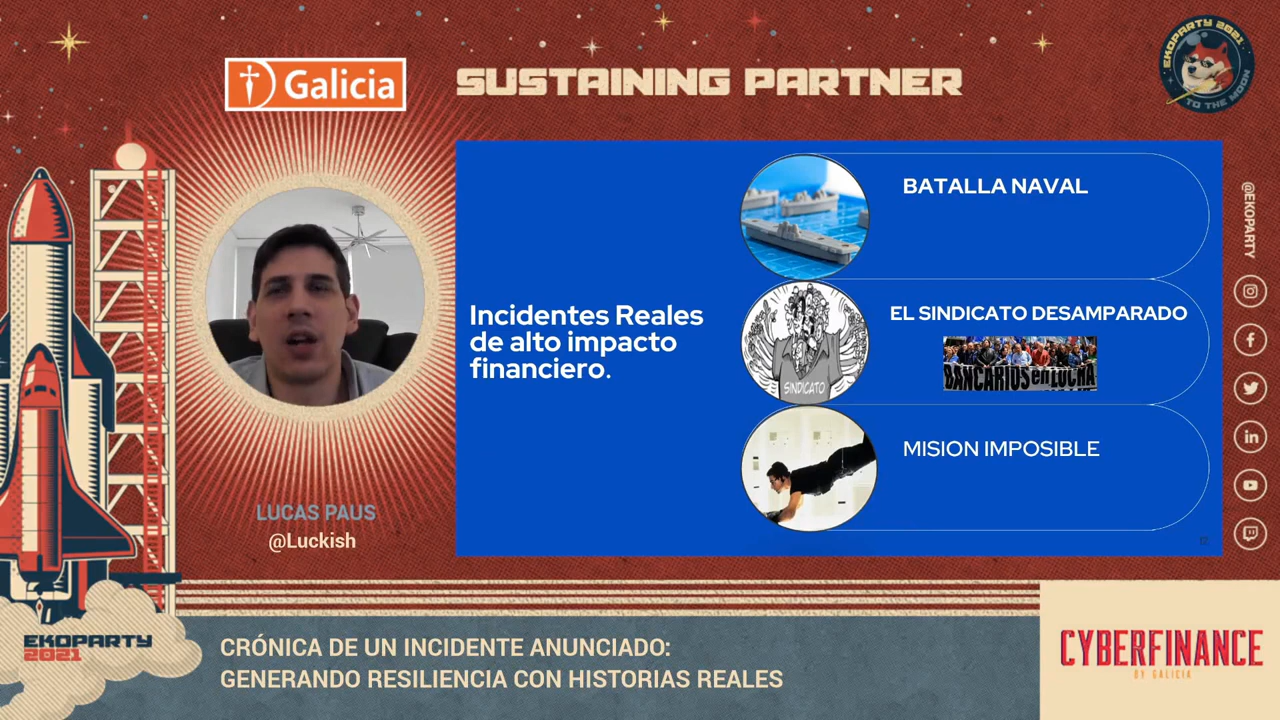 Galicia
SUSTAINING PARTNER
EKOPARTY 2021
TO THE MOON
Incidentes Reales
de alto impacto
financiero.
BATALLA NAVAL
EL SINDICATO DESAMPARADO
SINDICATO
BANCARIOS en LUCHA
MISION IMPOSIBLE
12
@EKOPARTY
LUCAS PAUS
@Luckish
EKOPARTY
2021
CRÓNICA DE UN INCIDENTE ANUNCIADO:
GENERANDO RESILIENCIA CON HISTORIAS REALES
CYBERFINANCE
BY GALICIA